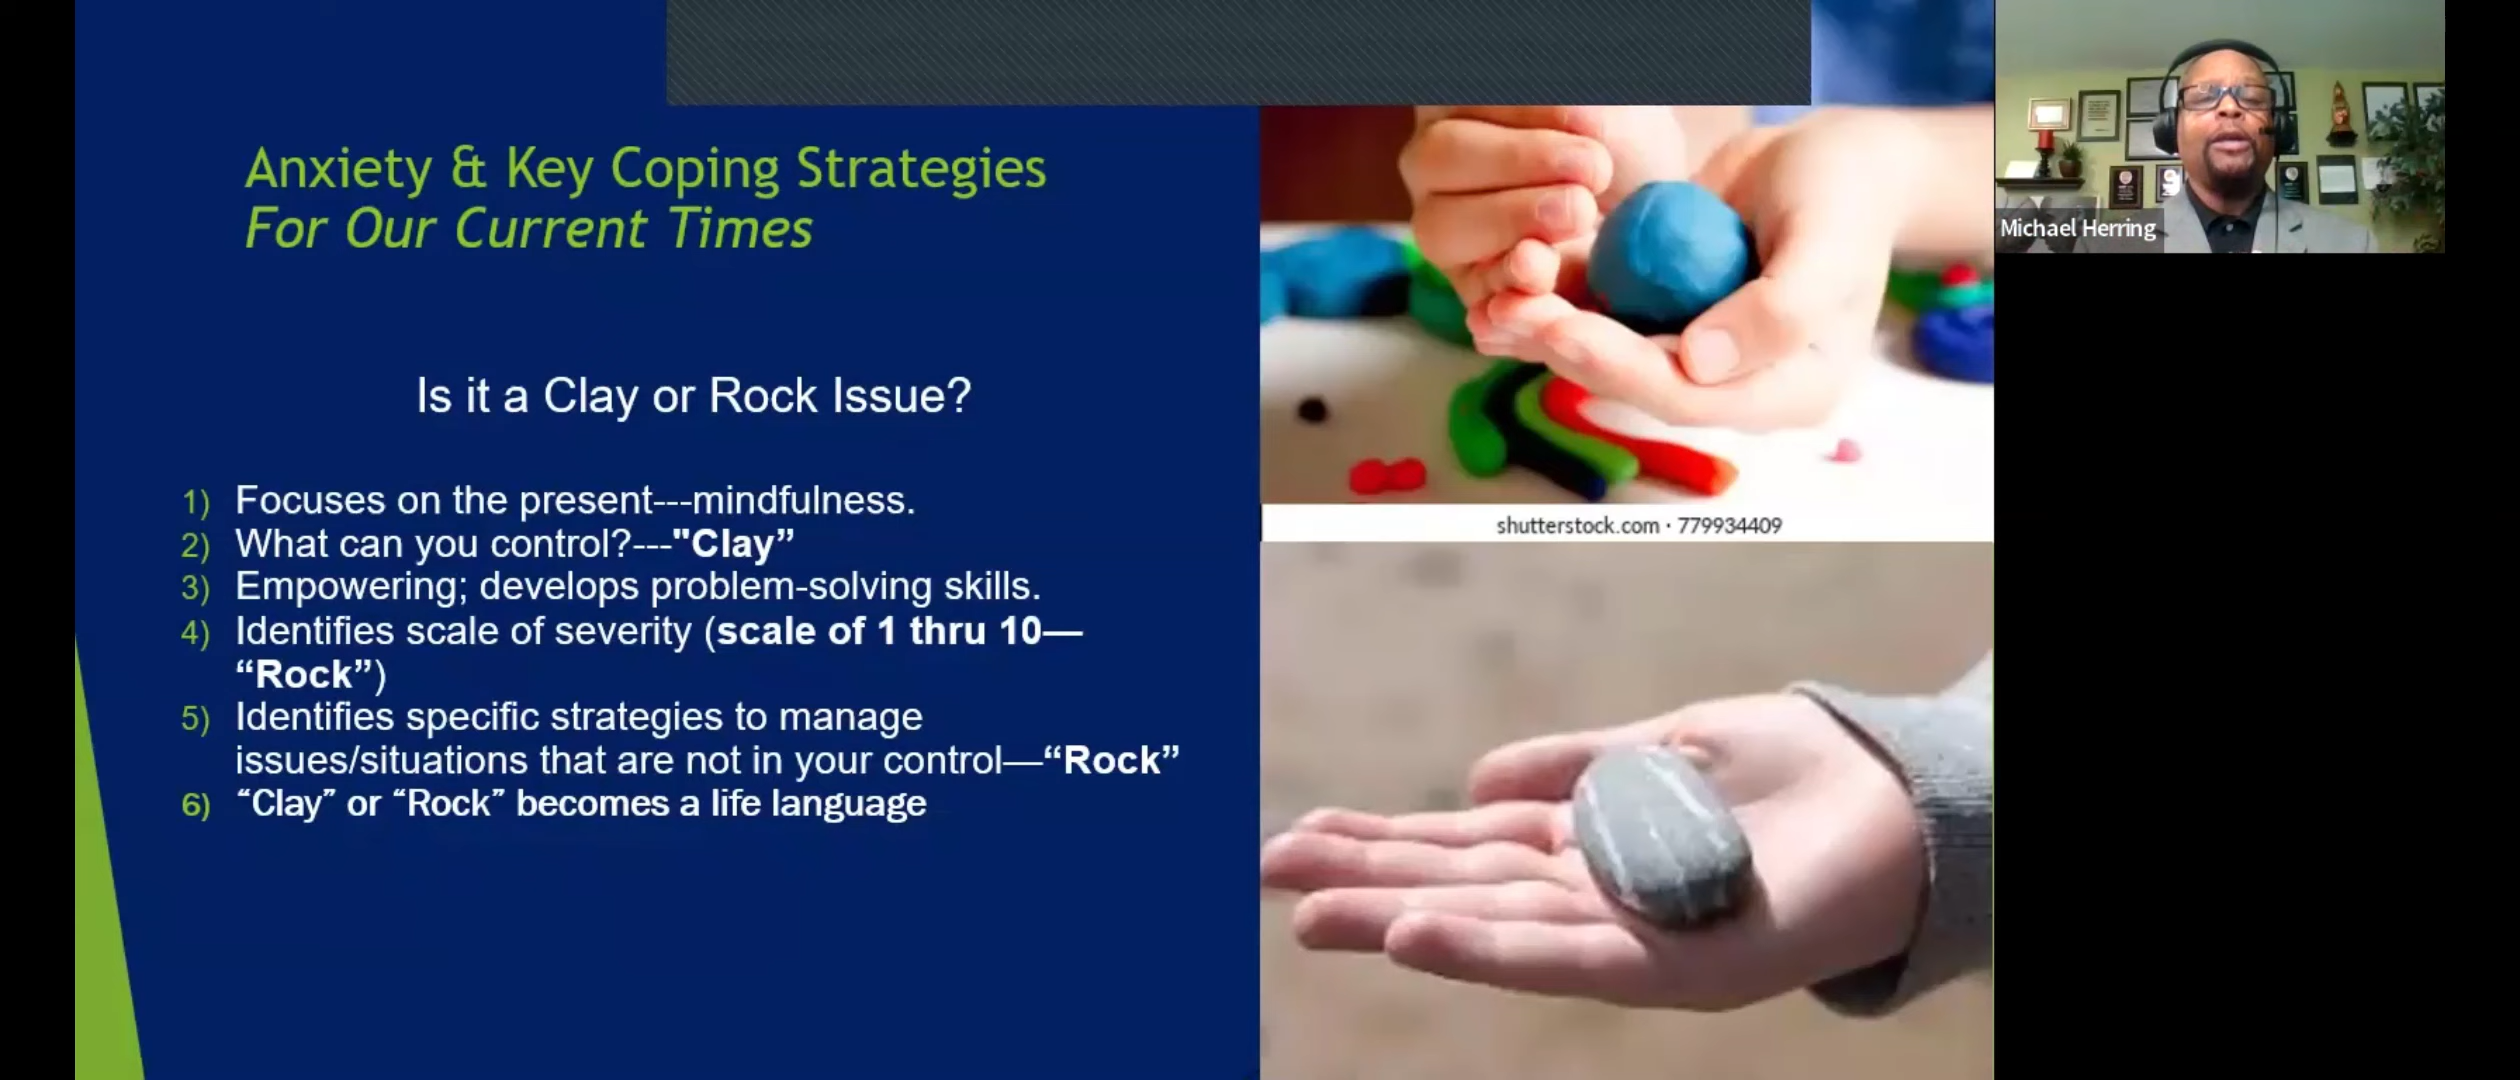 Anxiety & Key Coping Strategies
For Our Current Times
Is it a Clay or Rock Issue?
1) Focuses on the present---mindfulness.
2) What can you control?---"Clay”
3) Empowering; develops problem-solving skills.
4) Identifies scale of severity (scale of 1 thru 10—
“Rock”)
5) Identifies specific strategies to manage
issues/situations that are not in your control—“Rock”
6) “Clay” or “Rock” becomes a life language
shutterstock.com · 779934409
Michael Herring